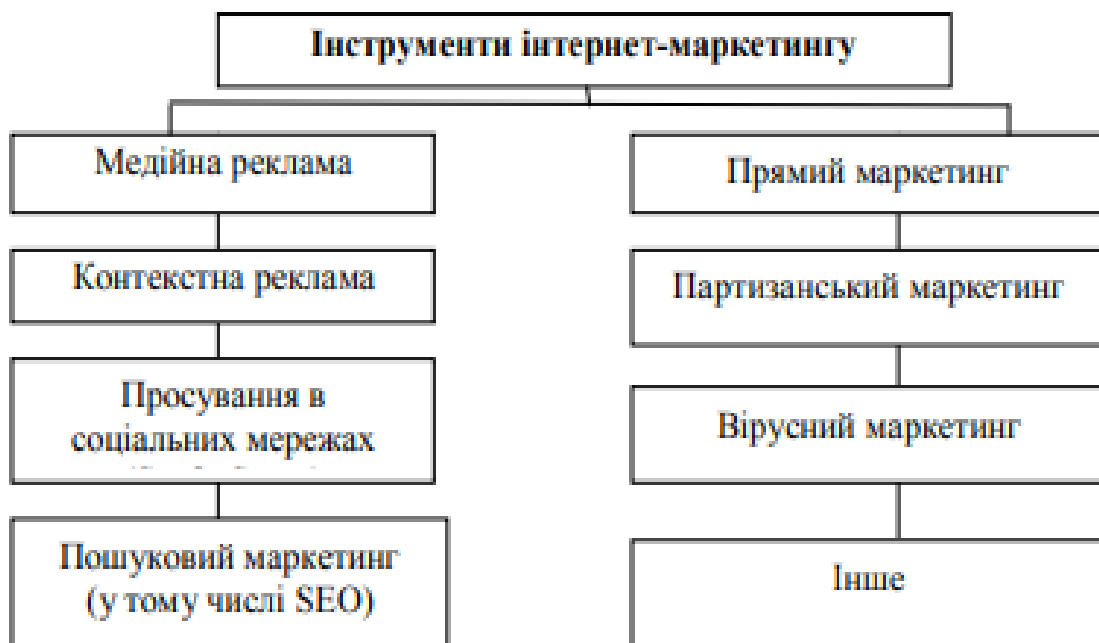 Інструменти інтернет-маркетингу
Медійна реклама
Прямий маркетинг
Контекстна реклама
Партизанський маркетинг
Просування в
соціальних мережах
Вірусний маркетинг
Пошуковий маркетинг
(у тому числі SEO)
Інше